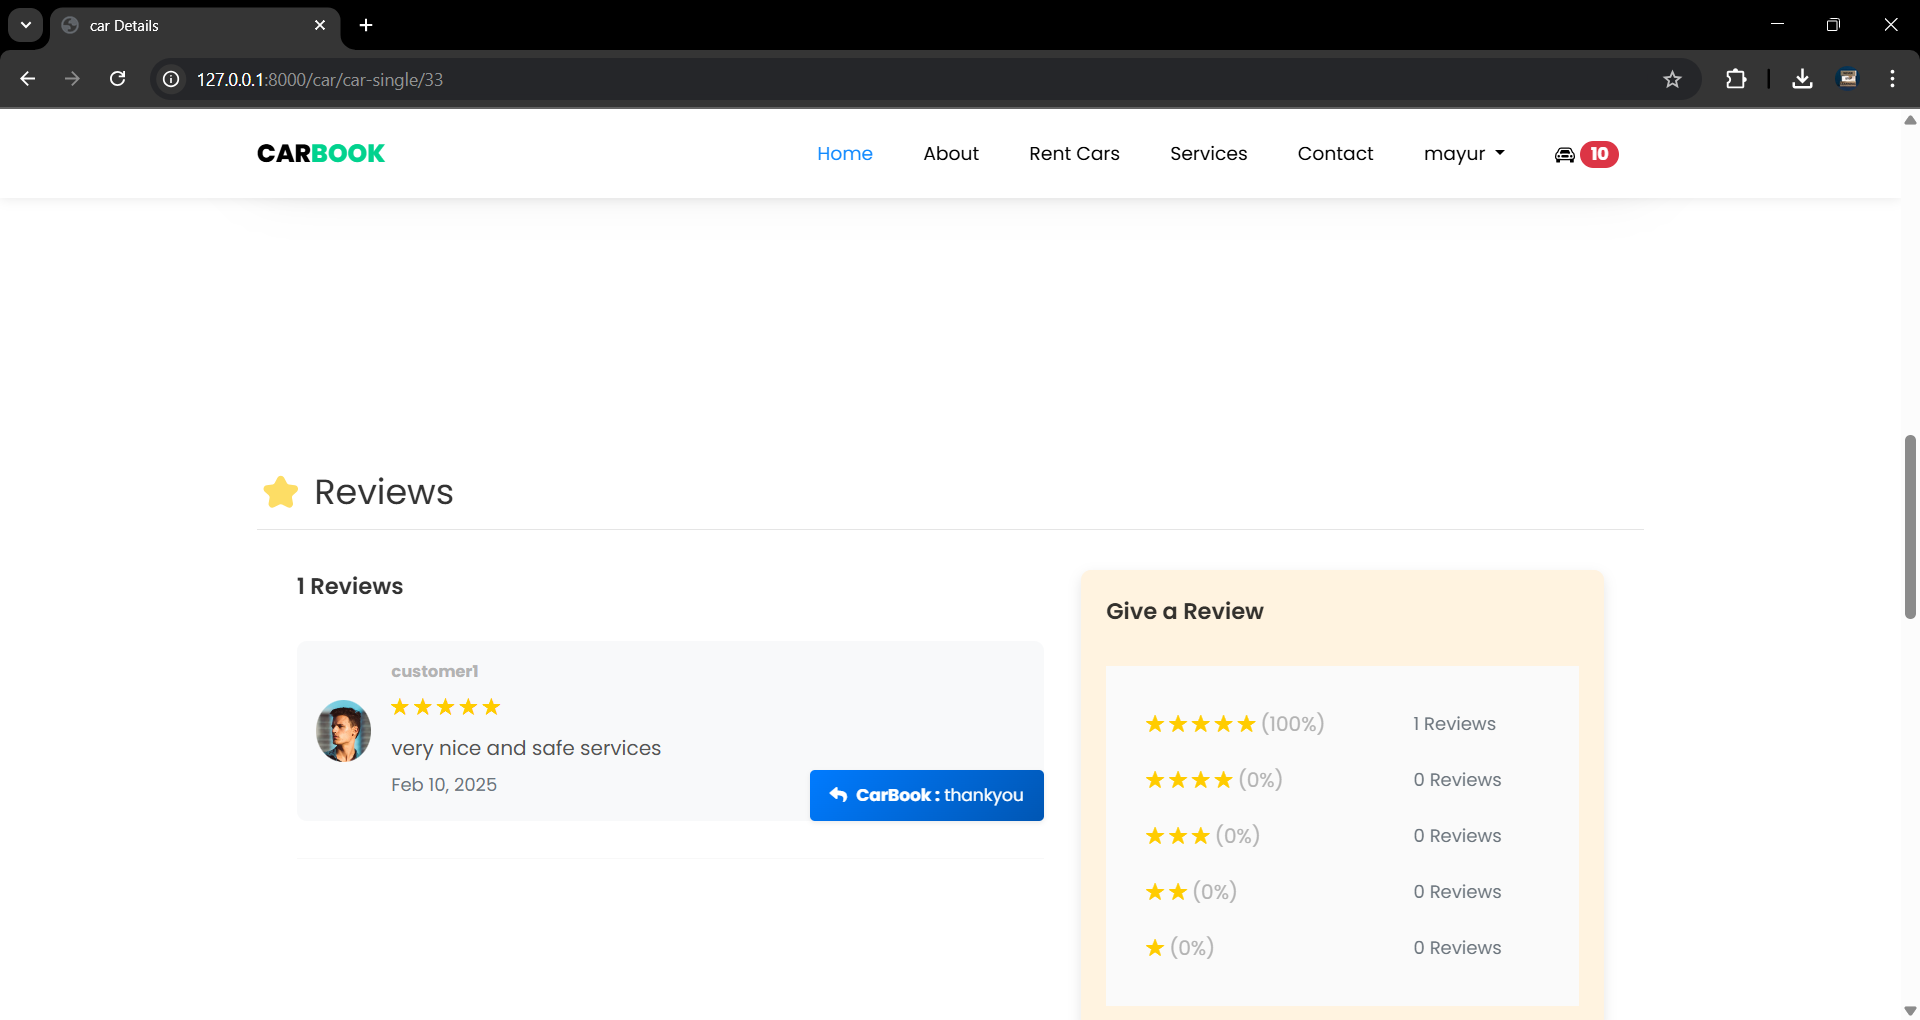 car Details
127.0.0.1:8000/car/car-single/33
CARBOOK
Home
About
Rent Cars
Services
Contact
mayur
10
Reviews
1 Reviews
customer1
very nice and safe services
Feb 10, 2025
CarBook : thankyou
Give a Review
(100%) 1 Reviews
(0%) 0 Reviews
(0%) 0 Reviews
(0%) 0 Reviews
(0%) 0 Reviews